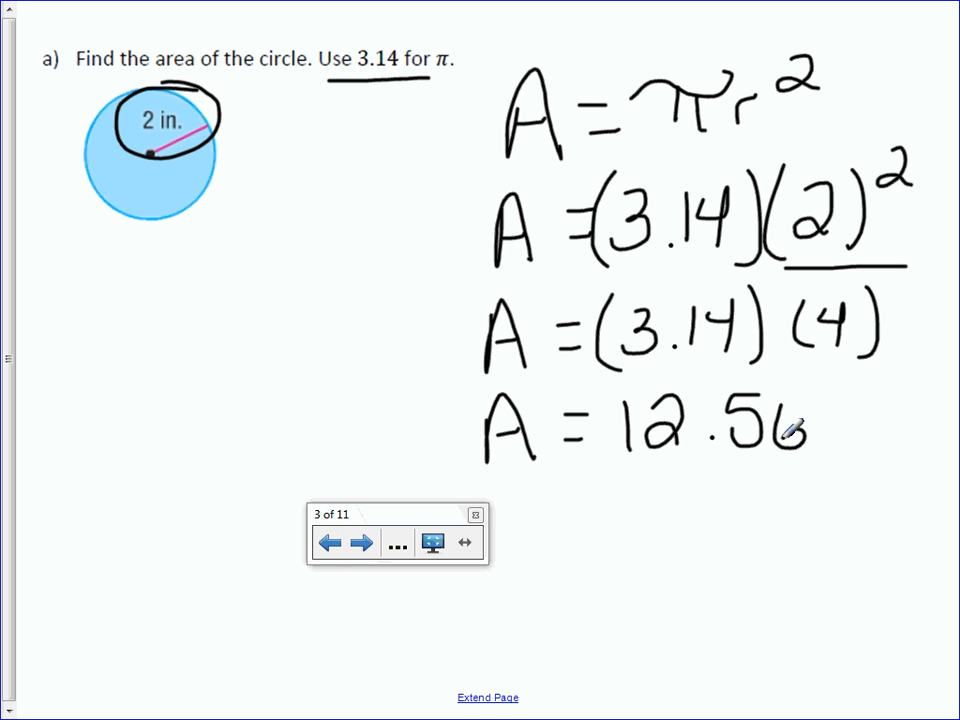 a) Find the area of the circle. Use 3.14 for π.
2 in.
A = πr²
A = (3.14)(2)²
A = (3.14) (4)
A = 12.56
3 of 11
...
Extend Page